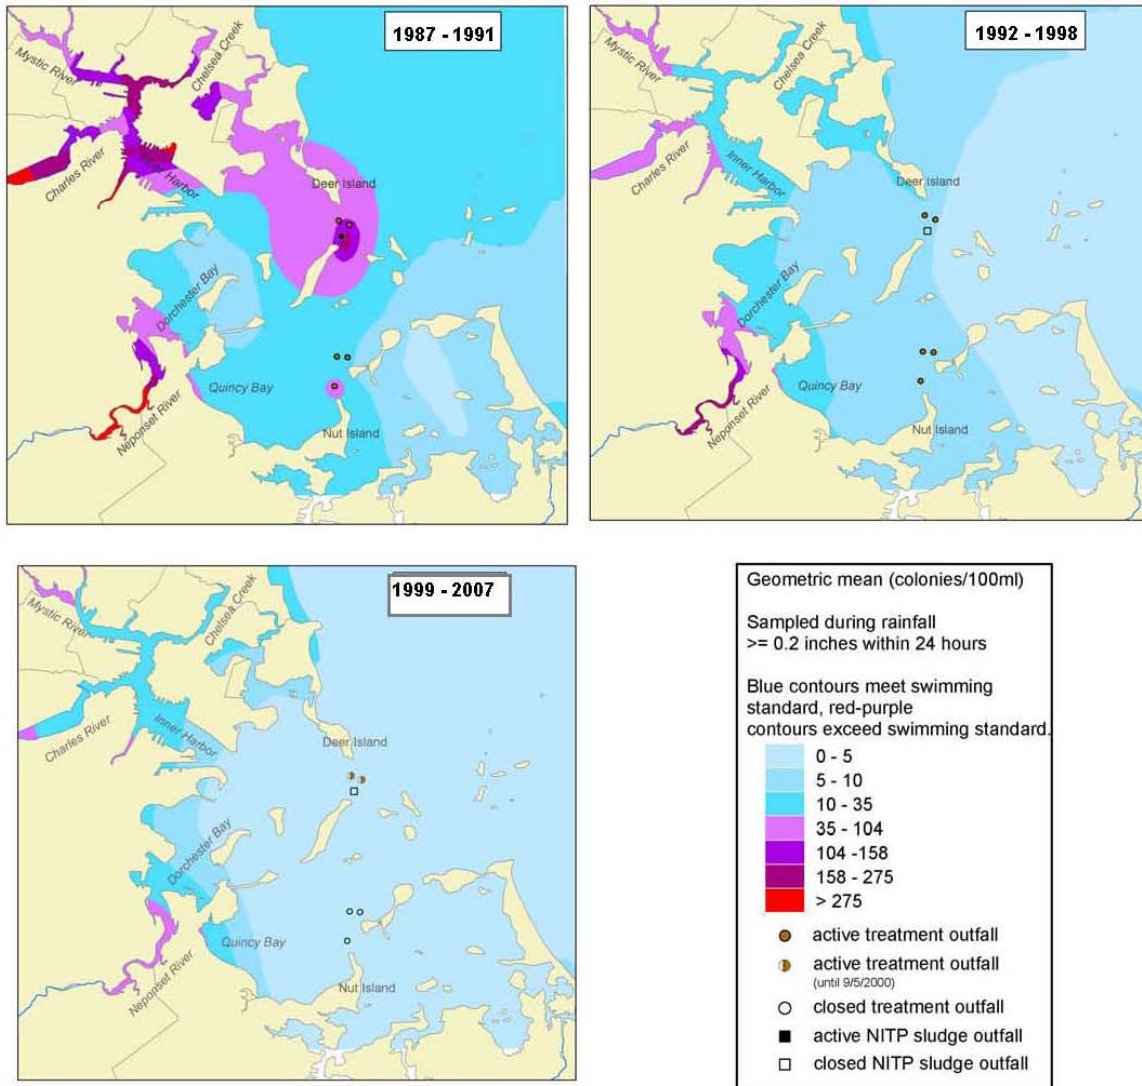 1987 - 1991
Mystic River
Chelsea Creek
Charles River
Harbor
Deer Island
Dorchester Bay
Quincy Bay
Neponset River
Nut Island
1992 - 1998
Mystic River
Chelsea Creek
Charles River
Inner Harbor
Deer Island
Dorchester Bay
Quincy Bay
Neponset River
Nut Island
1999 - 2007
Mystic River
Chelsea Creek
Charles River
Inner Harbor
Deer Island
Dorchester Bay
Quincy Bay
Neponset River
Nut Island
Geometric mean (colonies/100ml)
Sampled during rainfall
>= 0.2 inches within 24 hours
Blue contours meet swimming
standard, red-purple
contours exceed swimming standard.
0 - 5
5 - 10
10 - 35
35 - 104
104 -158
158 - 275
> 275
active treatment outfall
active treatment outfall
(until 9/5/2000)
closed treatment outfall
active NITP sludge outfall
closed NITP sludge outfall